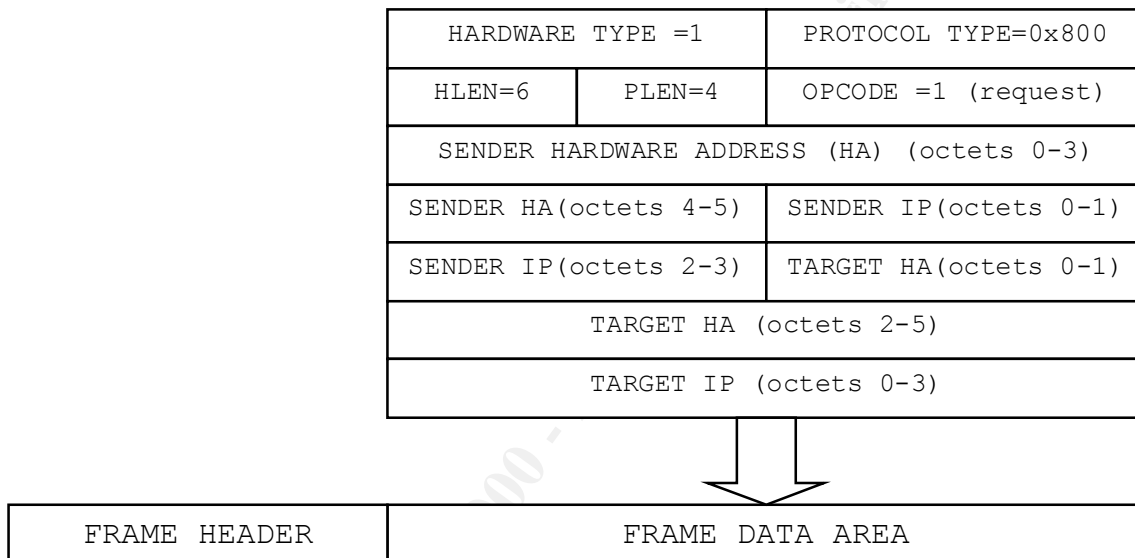 HARDWARE TYPE =1 PROTOCOL TYPE=0x800
HLEN=6 PLEN=4 OPCODE =1 (request)
SENDER HARDWARE ADDRESS (HA) (octets 0-3)
SENDER HA(octets 4-5) SENDER IP(octets 0-1)
SENDER IP(octets 2-3) TARGET HA(octets 0-1)
TARGET HA (octets 2-5)
TARGET IP (octets 0-3)
FRAME HEADER FRAME DATA AREA